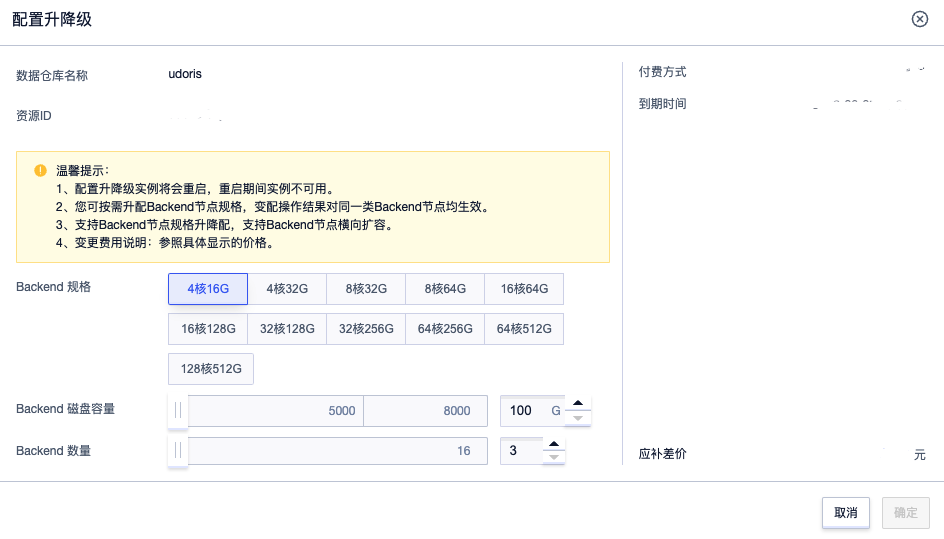 配置升降级
数据仓库名称
udoris
付费方式
资源ID
到期时间
温馨提示：
1、配置升降级实例将会重启，重启期间实例不可用。
2、您可按需升配Backend节点规格，变配操作结果对同一类Backend节点均生效。
3、支持Backend节点规格升降配，支持Backend节点横向扩容。
4、变更费用说明：参照具体显示的价格。
Backend 规格
4核16G 4核32G 8核32G 8核64G 16核64G
16核128G 32核128G 32核256G 64核256G 64核512G
128核512G
Backend 磁盘容量
5000 8000 100 G
Backend 数量
16 3
应补差价
元
取消 确定